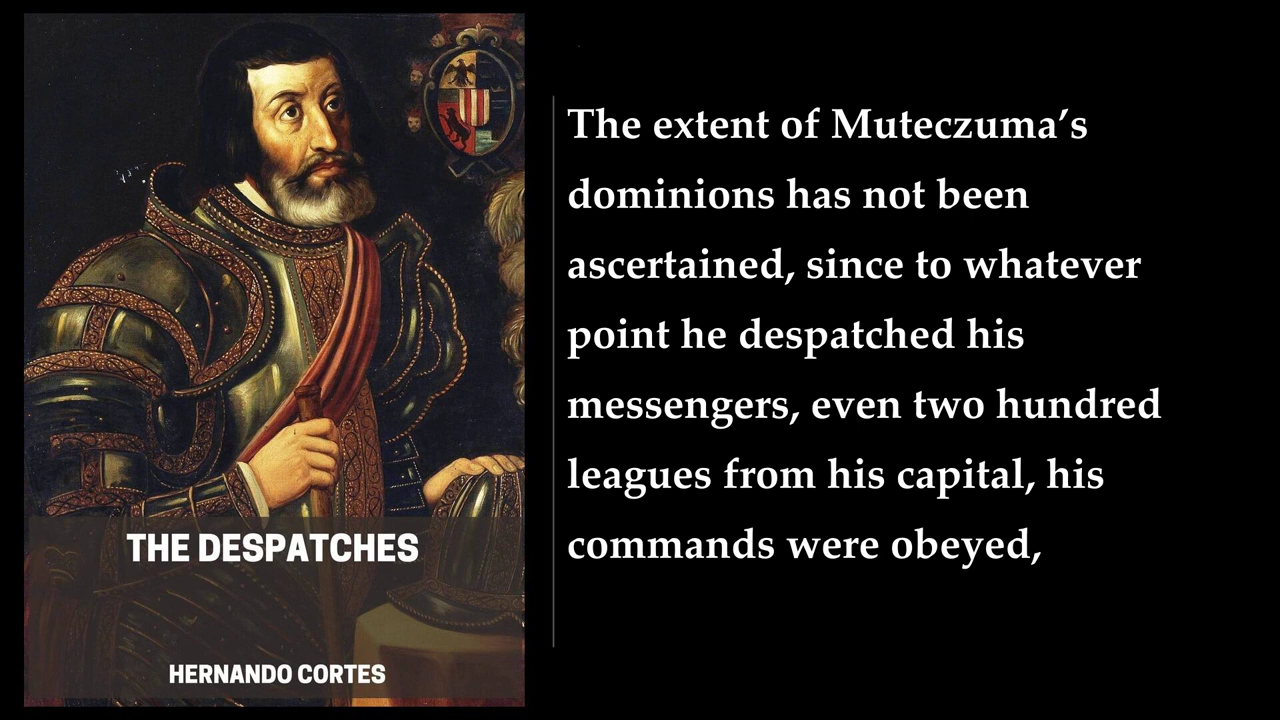 THE DESPATCHES
HERNANDO CORTES
The extent of Muteczuma’s
dominions has not been
ascertained, since to whatever
point he despatched his
messengers, even two hundred
leagues from his capital, his
commands were obeyed,